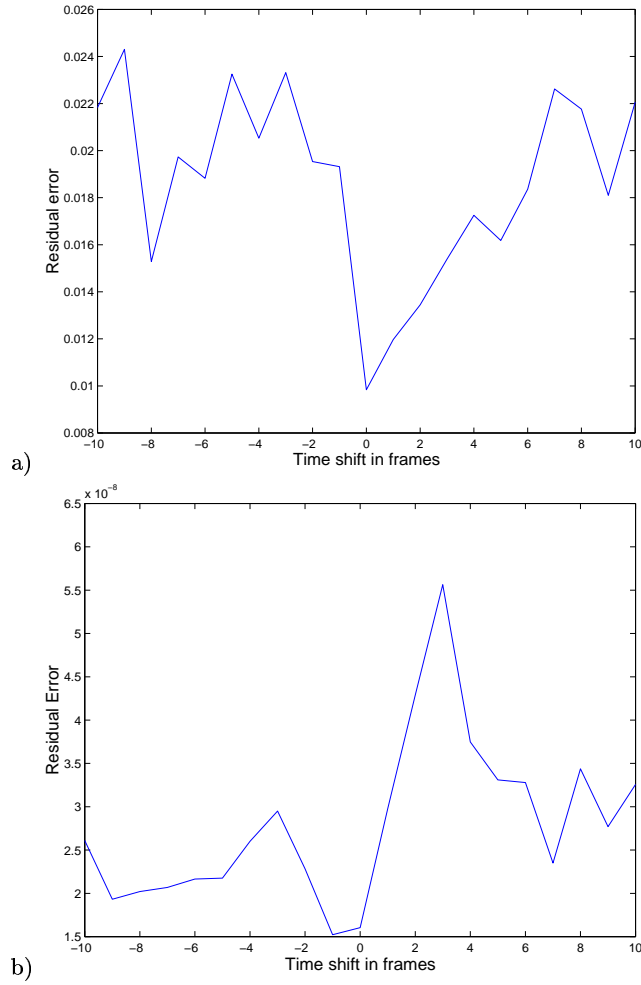 0.026
0.024
0.022
0.02
0.018
0.016
0.014
0.012
0.01
0.008
Residual error
−10 −8 −6 −4 −2 0 2 4 6 8 10
Time shift in frames
a)
x 10⁻⁸
6.5
6
5.5
5
4.5
4
3.5
3
2.5
2
1.5
Residual Error
−10 −8 −6 −4 −2 0 2 4 6 8 10
Time shift in frames
b)